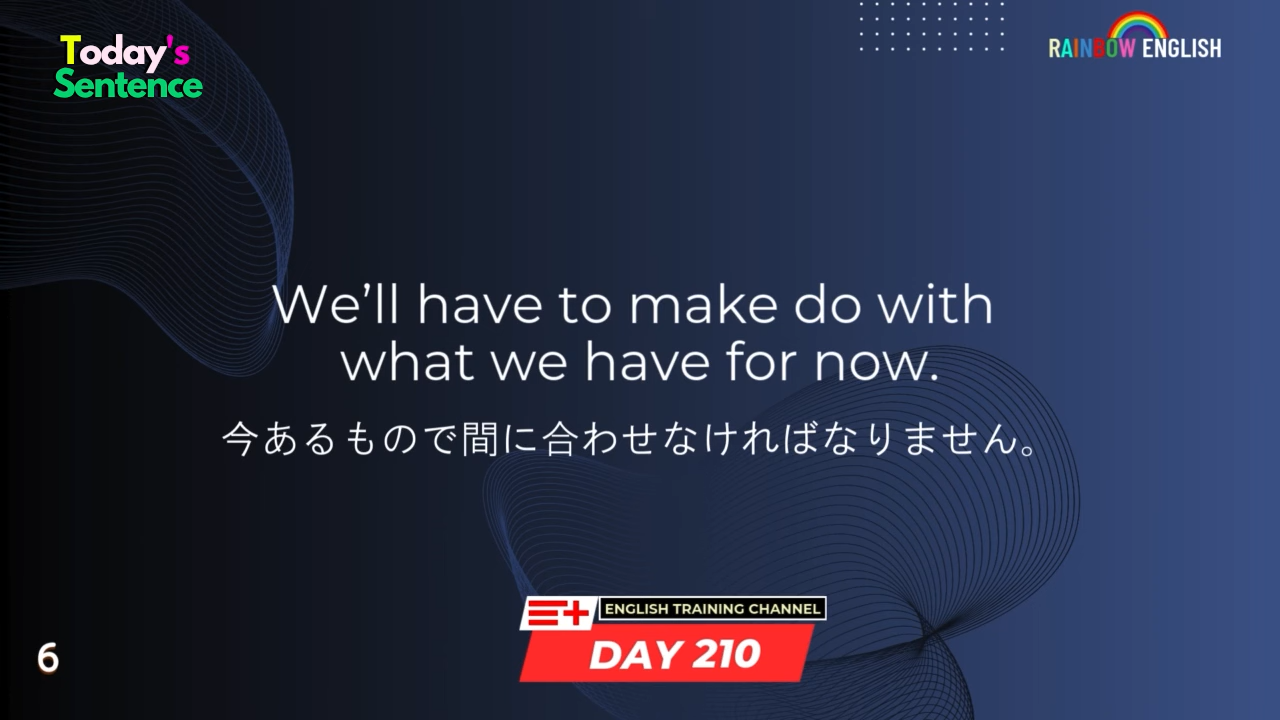 Today's
Sentence
RAINBOW ENGLISH
We'll have to make do with
what we have for now.
今あるもので間に合わせなければなりません。
ENGLISH TRAINING CHANNEL
DAY 210
6